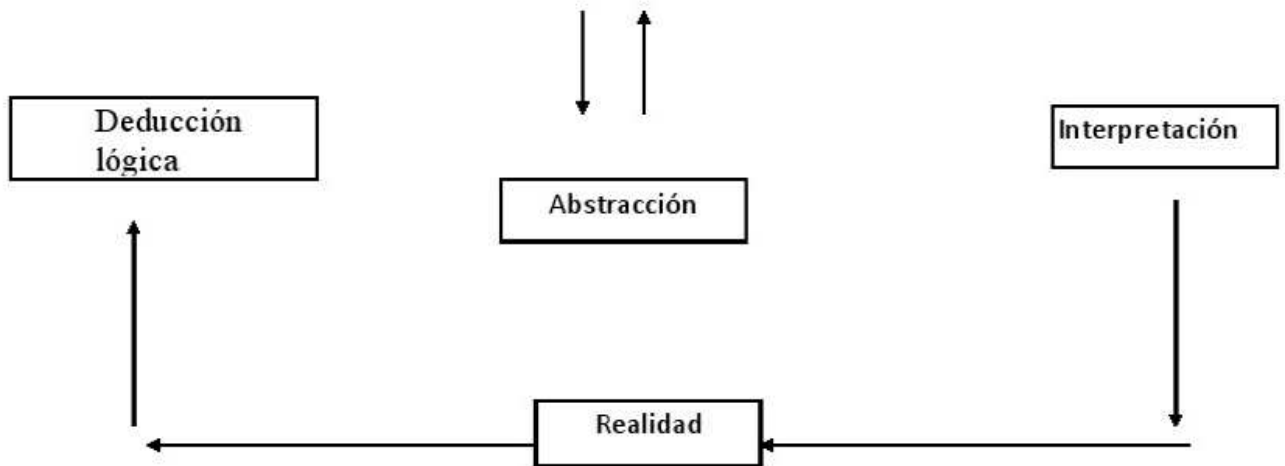 Deducción
lógica
Interpretación
Abstracción
Realidad